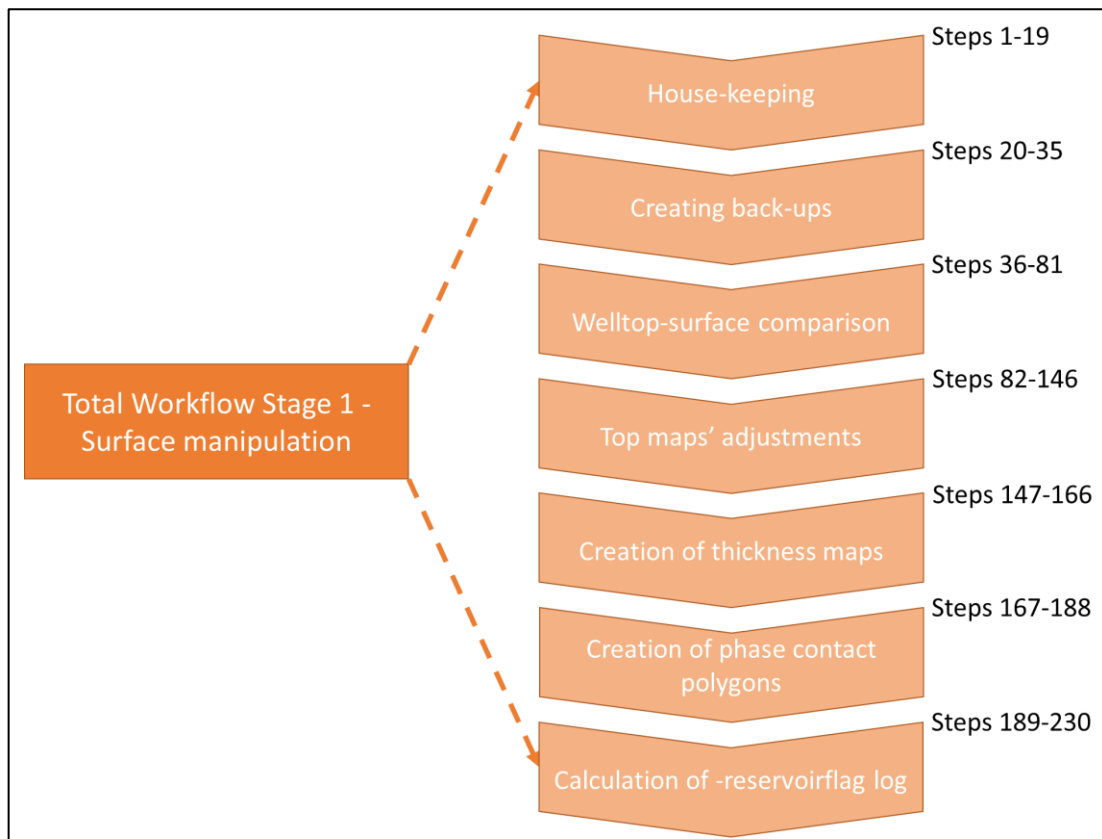 Steps 1-19
House-keeping
Steps 20-35
Creating back-ups
Steps 36-81
Welltop-surface comparison
Steps 82-146
Top maps’ adjustments
Total Workflow Stage 1 -
Surface manipulation
Steps 147-166
Creation of thickness maps
Steps 167-188
Creation of phase contact
polygons
Steps 189-230
Calculation of -reservoirflag log